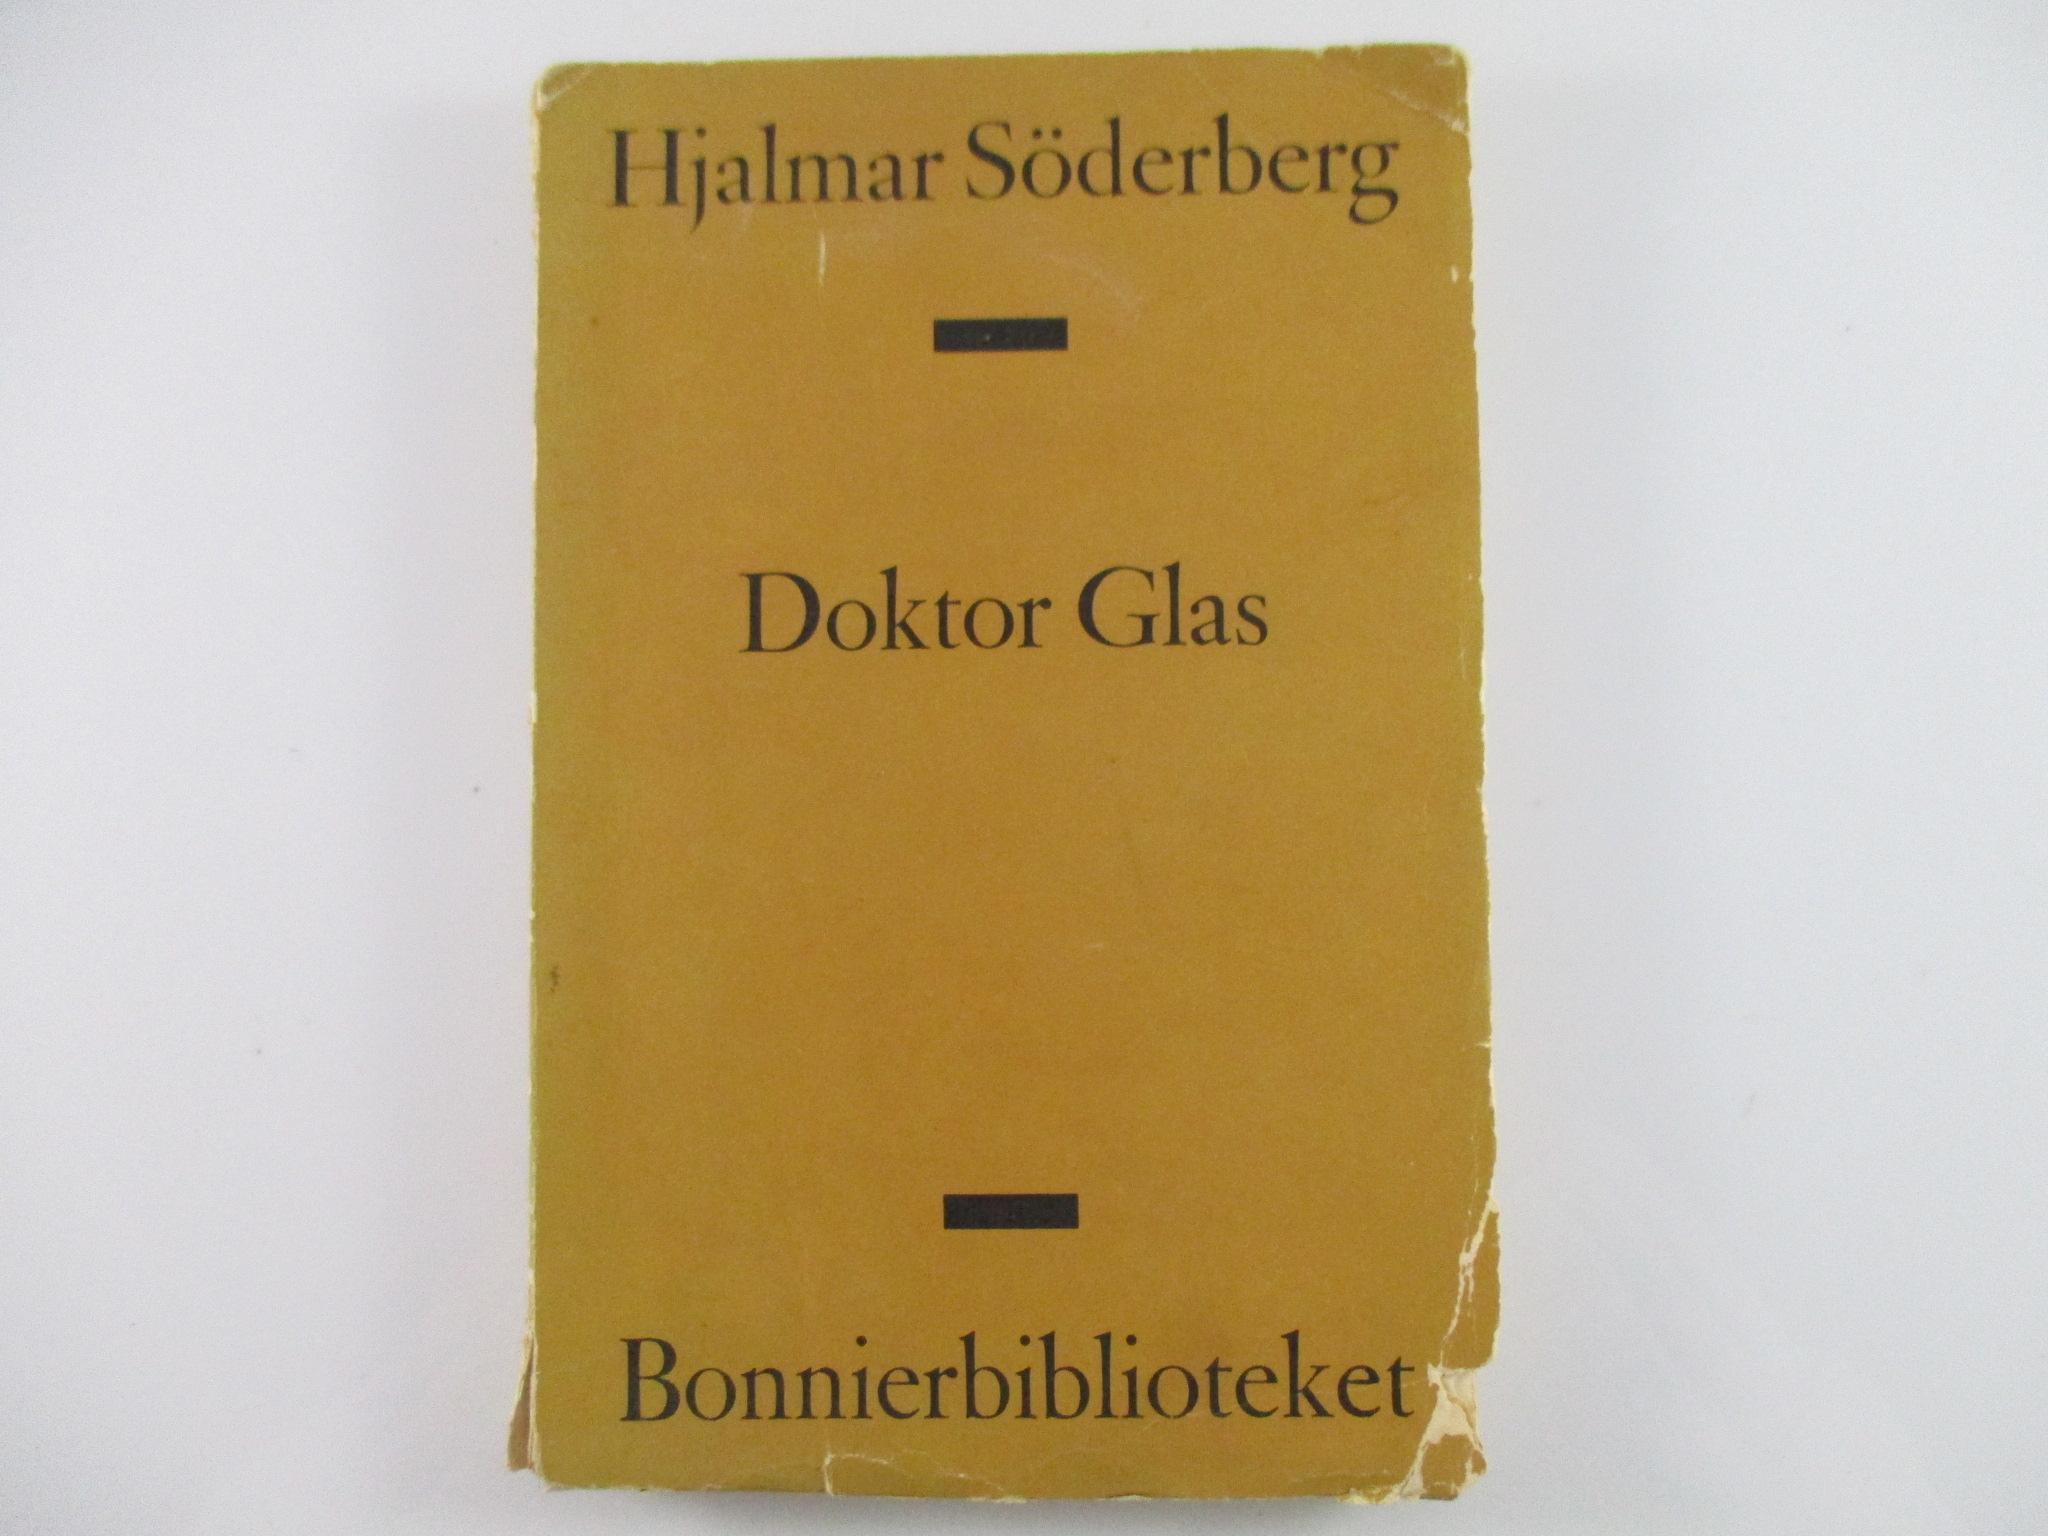 Hjalmar Söderberg
Doktor Glas
Bonnierbiblioteket